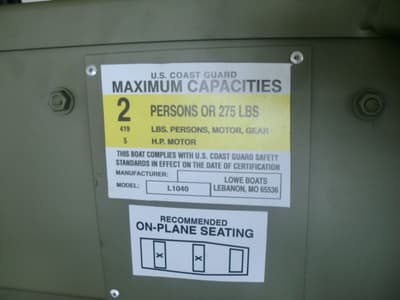 U.S. COAST GUARD
MAXIMUM CAPACITIES
2 PERSONS OR 275 LBS
419 LBS. PERSONS, MOTOR, GEAR
5 H.P. MOTOR
THIS BOAT COMPLIES WITH U.S. COAST GUARD SAFETY
STANDARDS IN EFFECT ON THE DATE OF CERTIFICATION
MANUFACTURER: LOWE BOATS
MODEL: L1040 LEBANON, MO 65536
RECOMMENDED
ON-PLANE SEATING
X X